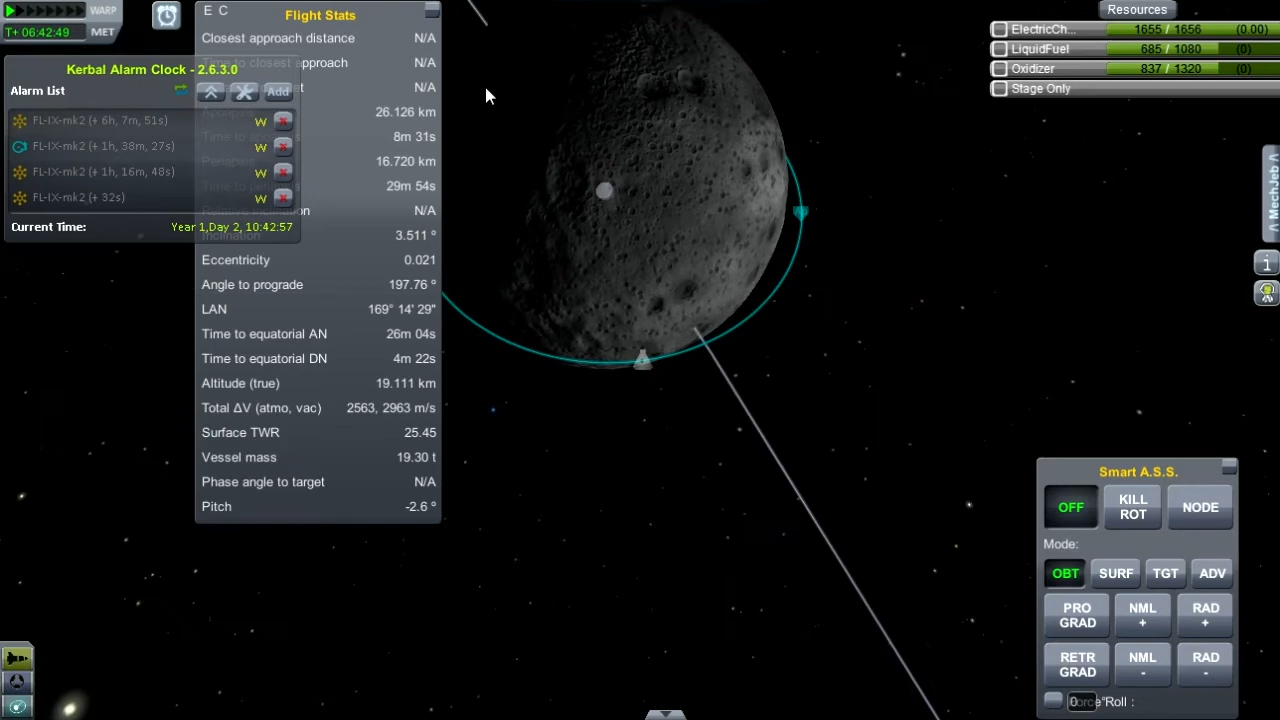 WARP
T+ 06:42:49 MET
E C
Flight Stats
Closest approach distance N/A
Time to closest approach N/A
N/A
26.126 km
8m 31s
16.720 km
29m 54s
N/A
Inclination 3.511 °
Eccentricity 0.021
Angle to prograde 197.76 °
LAN 169° 14' 29"
Time to equatorial AN 26m 04s
Time to equatorial DN 4m 22s
Altitude (true) 19.111 km
Total ΔV (atmo, vac) 2563, 2963 m/s
Surface TWR 25.45
Vessel mass 19.30 t
Phase angle to target N/A
Pitch -2.6 °
Kerbal Alarm Clock - 2.6.3.0
Alarm List
Add
FL-IX-mk2 (+ 6h, 7m, 51s) W
FL-IX-mk2 (+ 1h, 38m, 27s) W
FL-IX-mk2 (+ 1h, 16m, 48s) W
FL-IX-mk2 (+ 32s) W
Current Time: Year 1,Day 2, 10:42:57
Resources
ElectricCh... 1655 / 1656 (0.00)
LiquidFuel 685 / 1080 (0)
Oxidizer 837 / 1320 (0)
Stage Only
Λ MechJeb Λ
i
Smart A.S.S.
OFF
KILL
ROT
NODE
Mode:
OBT SURF TGT ADV
PRO
GRAD
NML
+
RAD
+
RETR
GRAD
NML
-
RAD
-
0
Roll :